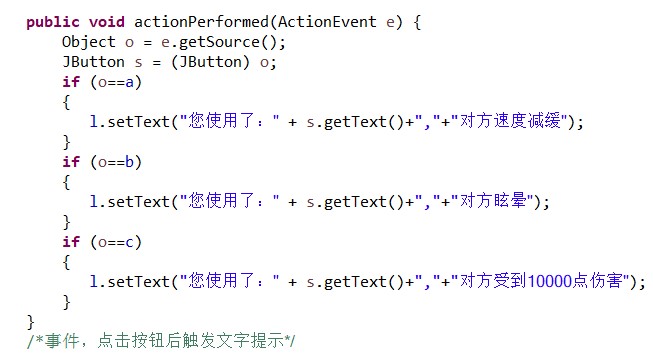 public void actionPerformed(ActionEvent e) {
Object o = e.getSource();
JButton s = (JButton) o;
if (o==a)
{
l.setText("您使用了：" + s.getText()+","+"对方速度减缓");
}
if (o==b)
{
l.setText("您使用了：" + s.getText()+","+"对方眩晕");
}
if (o==c)
{
l.setText("您使用了：" + s.getText()+","+"对方受到10000点伤害");
}
}
/*事件，点击按钮后触发文字提示*/